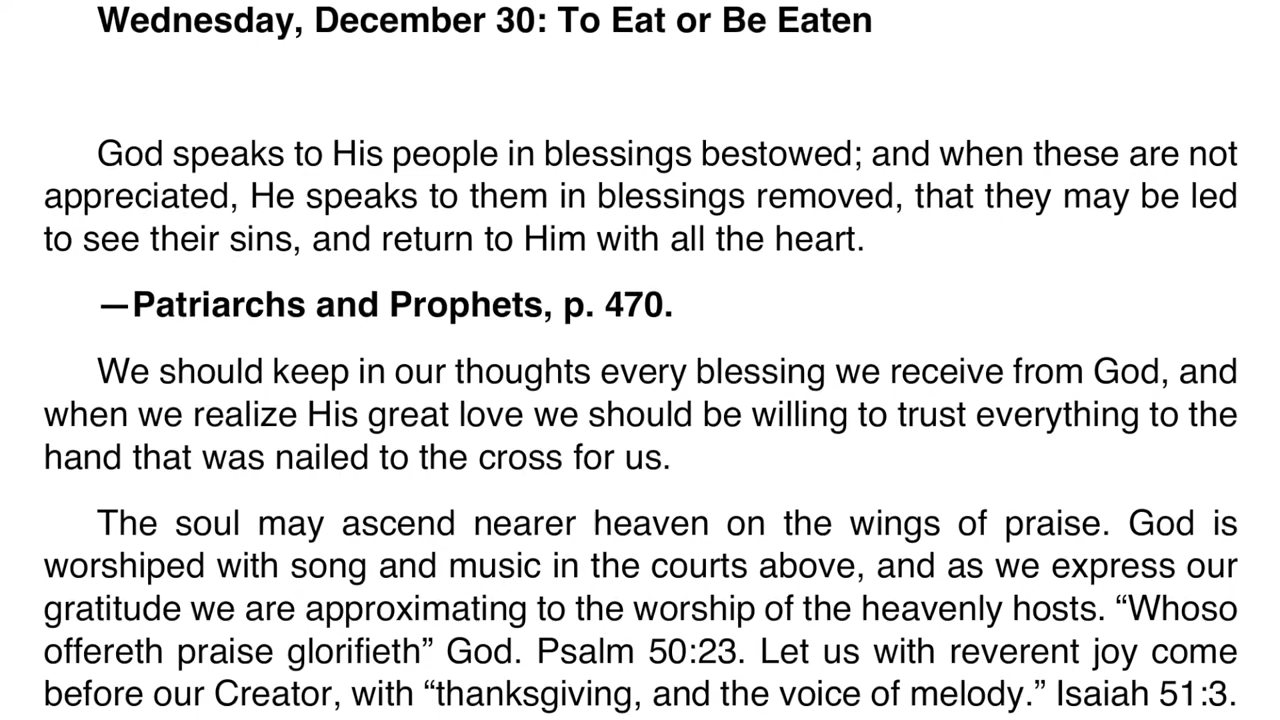 Wednesday, December 30: To Eat or Be Eaten
God speaks to His people in blessings bestowed; and when these are not
appreciated, He speaks to them in blessings removed, that they may be led
to see their sins, and return to Him with all the heart.
—Patriarchs and Prophets, p. 470.
We should keep in our thoughts every blessing we receive from God, and
when we realize His great love we should be willing to trust everything to the
hand that was nailed to the cross for us.
The soul may ascend nearer heaven on the wings of praise. God is
worshiped with song and music in the courts above, and as we express our
gratitude we are approximating to the worship of the heavenly hosts. “Whoso
offereth praise glorifieth” God. Psalm 50:23. Let us with reverent joy come
before our Creator, with “thanksgiving, and the voice of melody.” Isaiah 51:3.